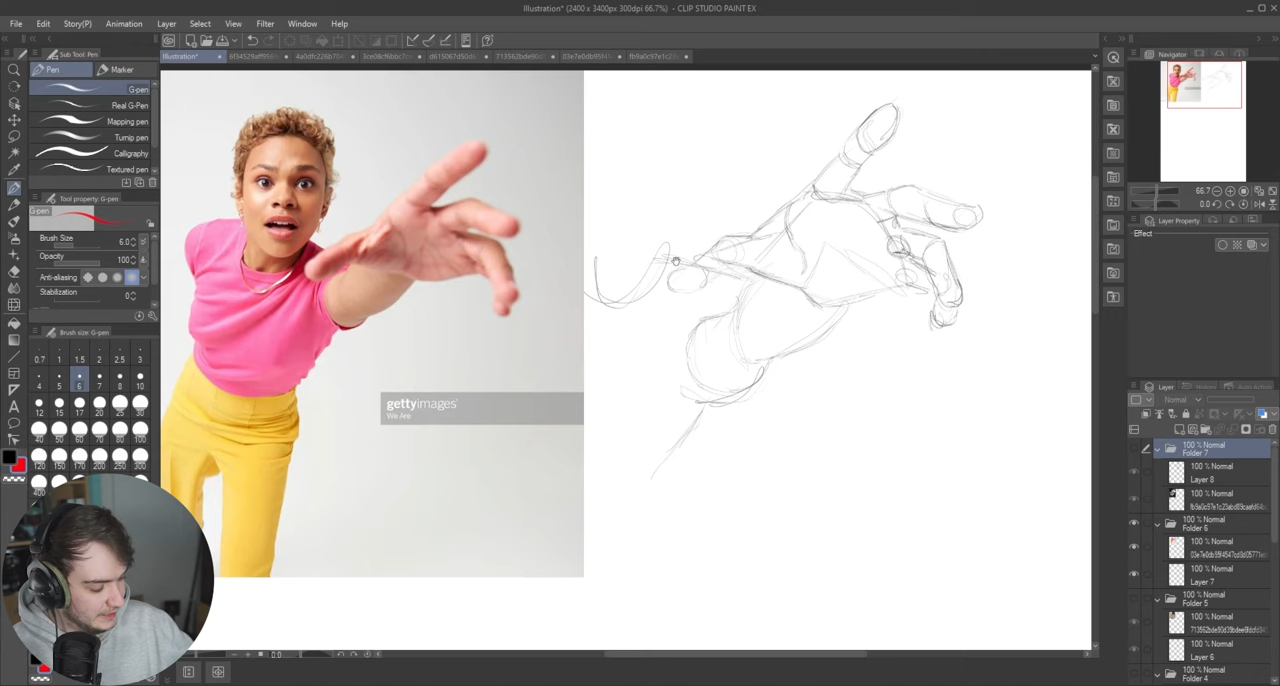 Illustration* (2400 x 3400px 300dpi 66.7%) - CLIP STUDIO PAINT EX
File Edit Story(P) Animation Layer Select View Filter Window Help
Sub Tool: Pen
Illustration*
Pen Marker
G-pen
Real G-Pen
Mapping pen
Turnip pen
Calligraphy
Textured pen
Tool property: G-pen
G-pen
Brush Size 6.0
Opacity 100
Anti-aliasing
Stabilization 0
Brush size: G-pen
0.7 1 1.5 2 2.5 3
4 5 6 7 8 10
12 15 17 20 25 30
40 50 60 70 80 100
120 150 170 200 250 300
400
gettyimages
We Are
0.0
Navigator
66.7
0.0
Layer Property
Effect
Layer History Auto Action
Normal
100 % Normal
Folder 7
100 % Normal
Layer 8
100 % Normal
100 % Normal
Folder 6
100 % Normal
100 % Normal
Layer 7
100 % Normal
Folder 5
100 % Normal
100 % Normal
Layer 6
100 % Normal
Folder 4